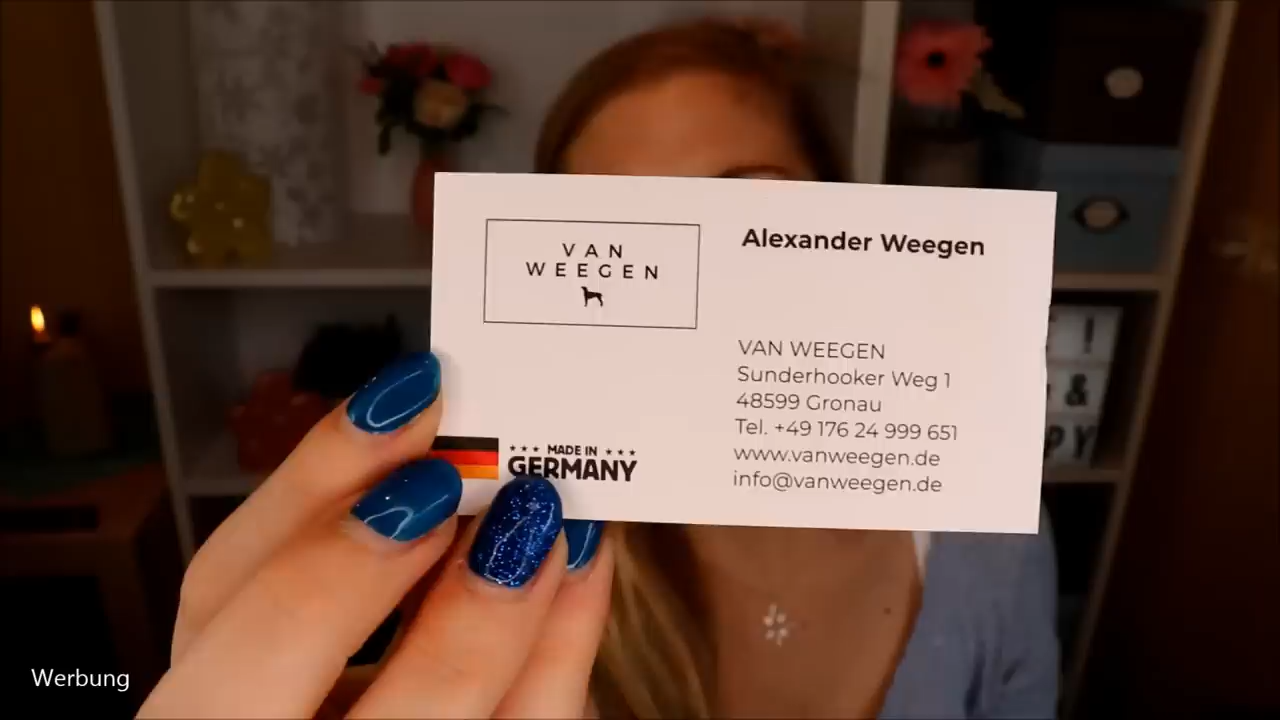 VAN
WEEGEN
Alexander Weegen
VAN WEEGEN
Sunderhooker Weg 1
48599 Gronau
Tel. +49 176 24 999 651
www.vanweegen.de
info@vanweegen.de
MADE IN
GERMANY
!
&
PY
Werbung